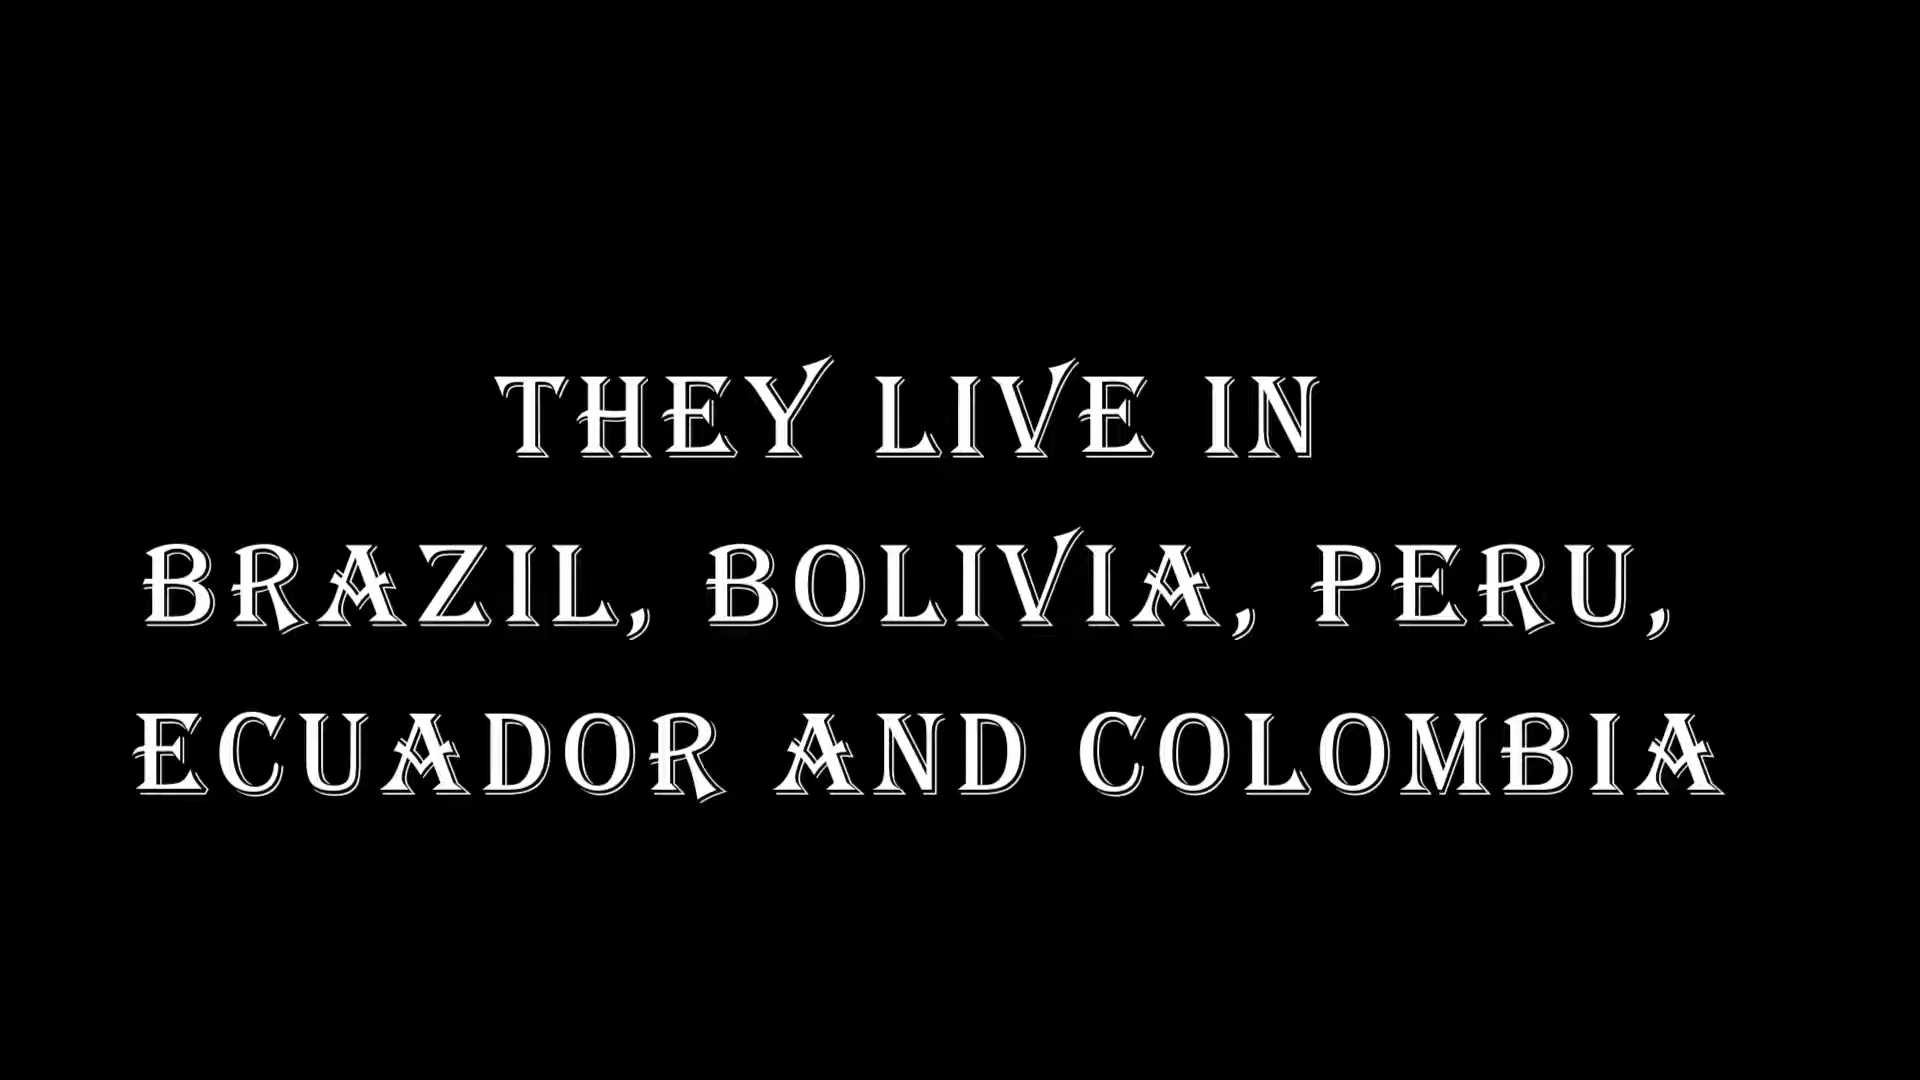 THEY LIVE IN
BRAZIL, BOLIVIA, PERU,
ECUADOR AND COLOMBIA